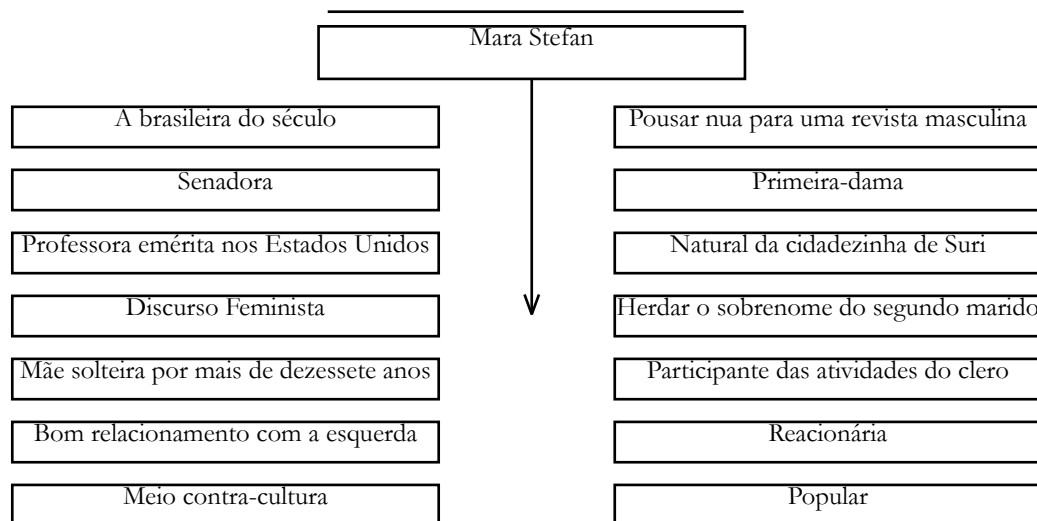 Mara Stefan
A brasileira do século
Pousar nua para uma revista masculina
Senadora
Primeira-dama
Professora emérita nos Estados Unidos
Natural da cidadezinha de Suri
Discurso Feminista
Herdar o sobrenome do segundo marido
Mãe solteira por mais de dezessete anos
Participante das atividades do clero
Bom relacionamento com a esquerda
Reacionária
Meio contra-cultura
Popular